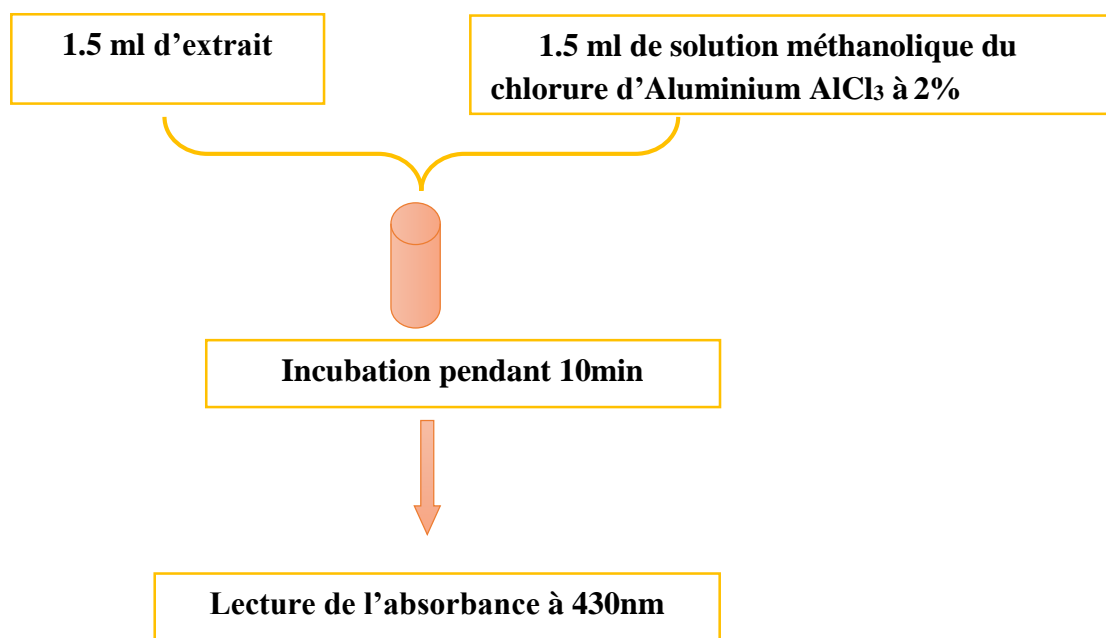 1.5 ml d’extrait
1.5 ml de solution méthanolique du
chlorure d’Aluminium AlCl₃ à 2%
Incubation pendant 10min
Lecture de l’absorbance à 430nm